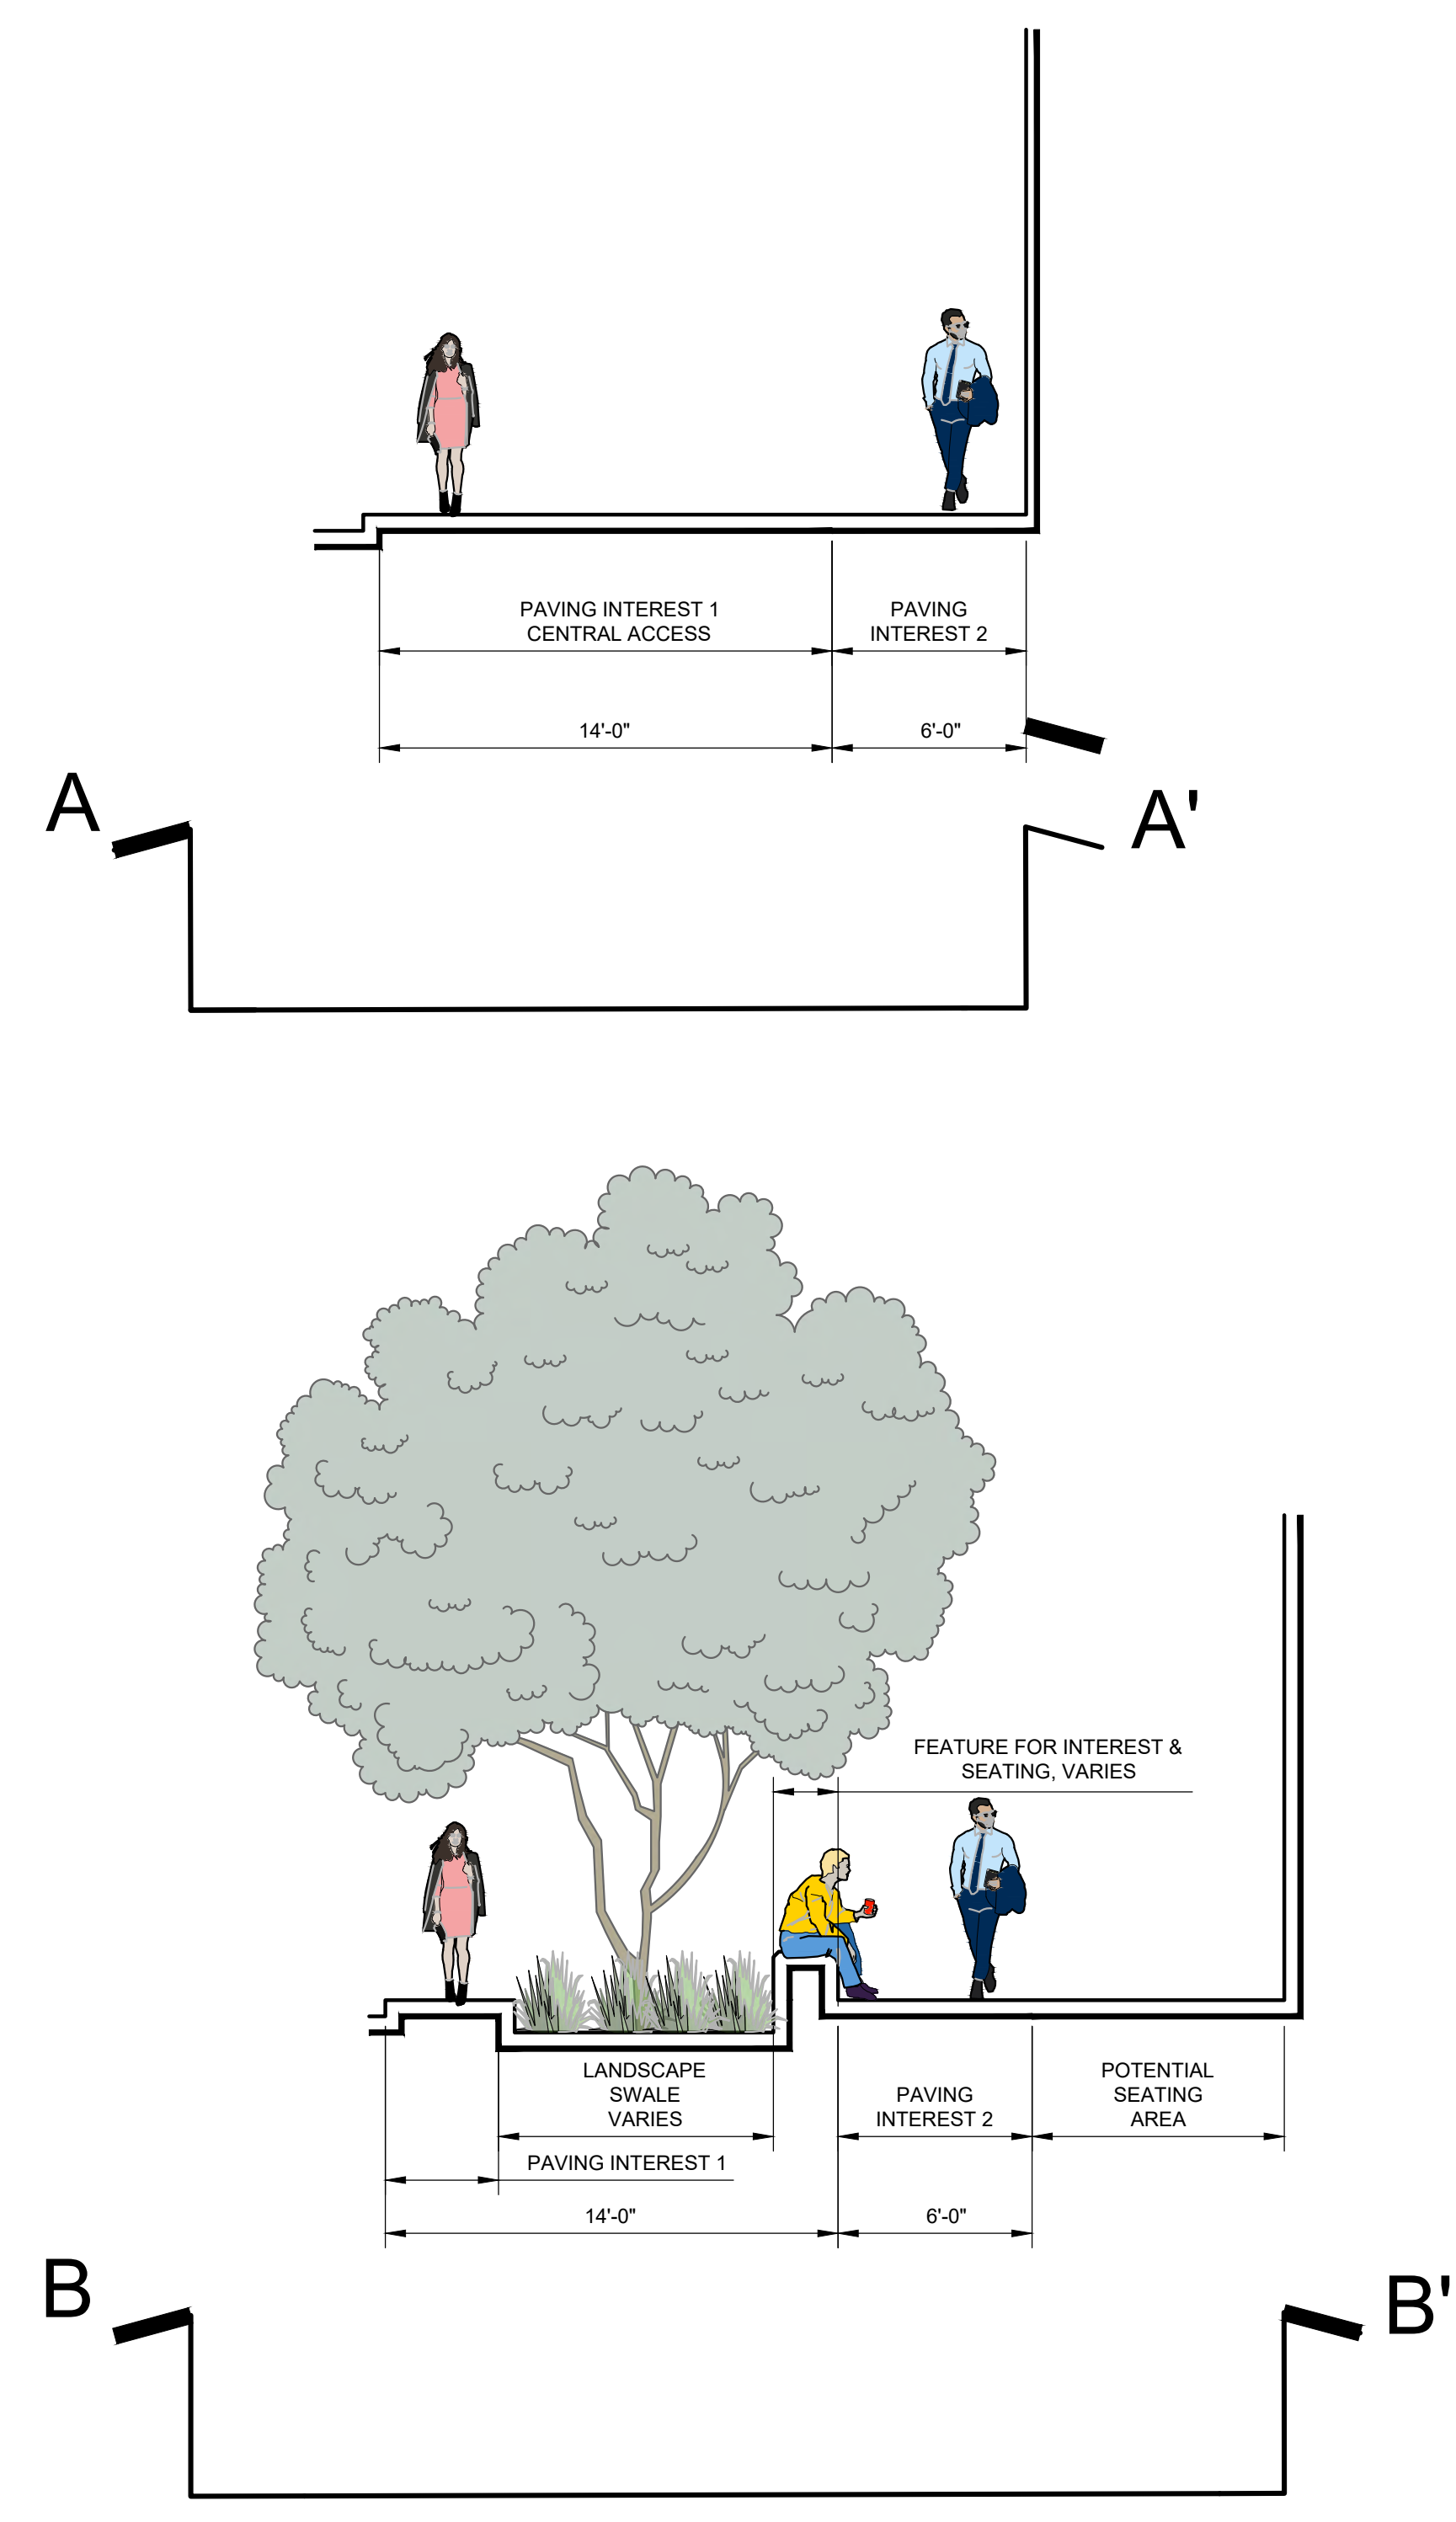 PAVING INTEREST 1
CENTRAL ACCESS
PAVING
INTEREST 2
14'-0"
6'-0"
A
A'
FEATURE FOR INTEREST &
SEATING, VARIES
LANDSCAPE
SWALE
VARIES
PAVING
INTEREST 2
POTENTIAL
SEATING
AREA
PAVING INTEREST 1
14'-0"
6'-0"
B
B'